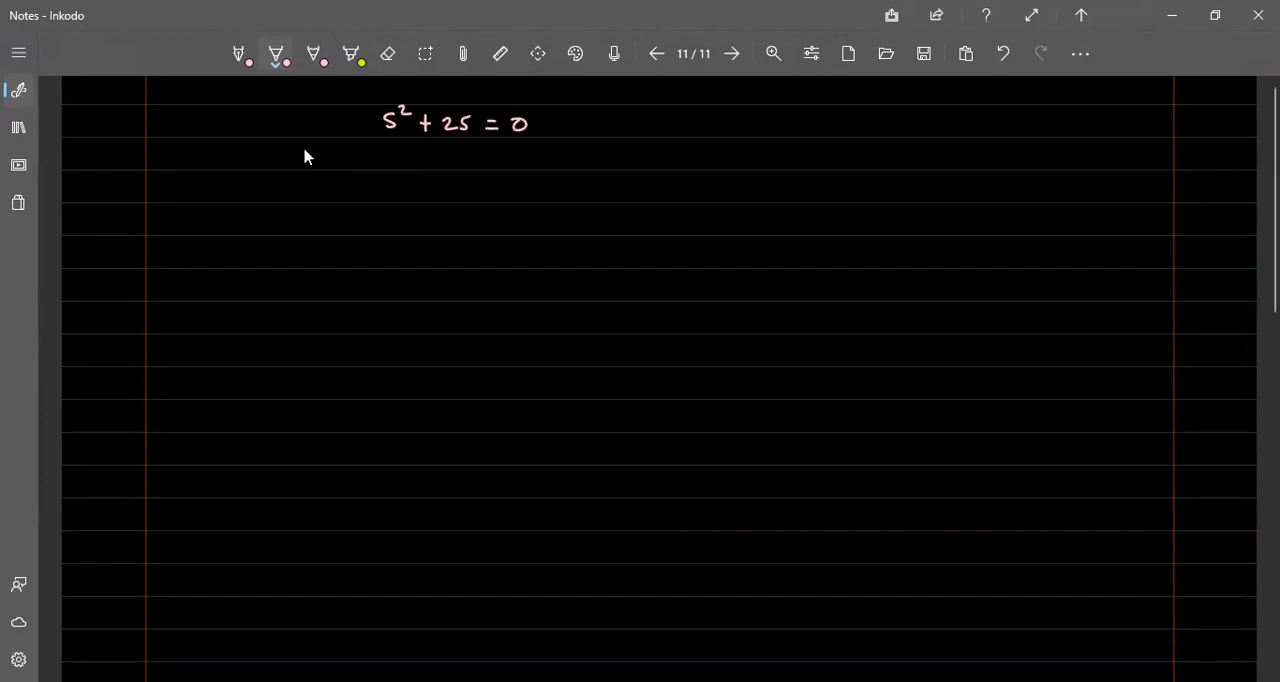 Notes - Inkodo
11 / 11
s² + 25 = 0